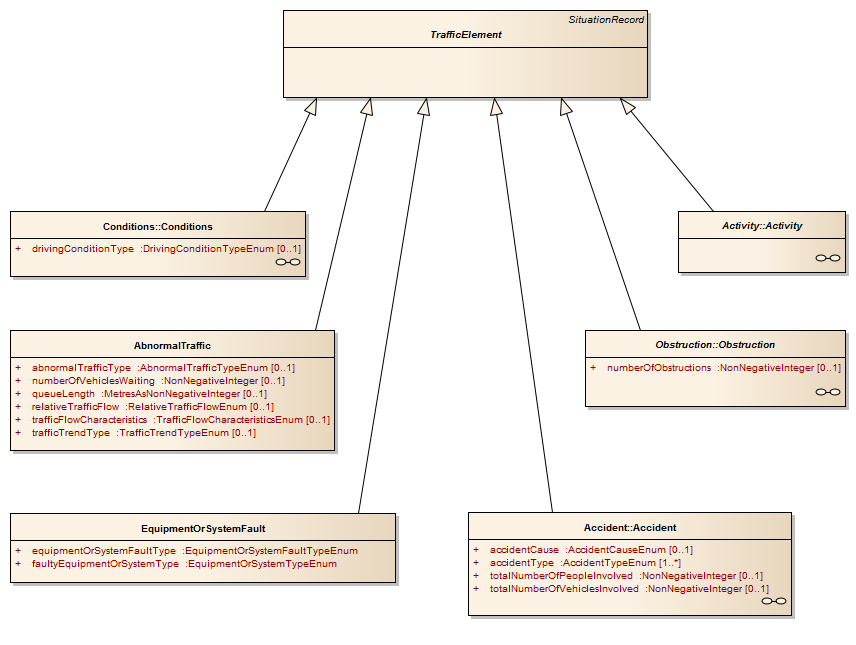 SituationRecord
TrafficElement
Conditions::Conditions
+ drivingConditionType :DrivingConditionTypeEnum [0..1]
Activity::Activity
AbnormalTraffic
+ abnormalTrafficType :AbnormalTrafficTypeEnum [0..1]
+ numberOfVehiclesWaiting :NonNegativeInteger [0..1]
+ queueLength :MetresAsNonNegativeInteger [0..1]
+ relativeTrafficFlow :RelativeTrafficFlowEnum [0..1]
+ trafficFlowCharacteristics :TrafficFlowCharacteristicsEnum [0..1]
+ trafficTrendType :TrafficTrendTypeEnum [0..1]
Obstruction::Obstruction
+ numberOfObstructions :NonNegativeInteger [0..1]
EquipmentOrSystemFault
+ equipmentOrSystemFaultType :EquipmentOrSystemFaultTypeEnum
+ faultyEquipmentOrSystemType :EquipmentOrSystemTypeEnum
Accident::Accident
+ accidentCause :AccidentCauseEnum [0..1]
+ accidentType :AccidentTypeEnum [1..*]
+ totalNumberOfPeopleInvolved :NonNegativeInteger [0..1]
+ totalNumberOfVehiclesInvolved :NonNegativeInteger [0..1]